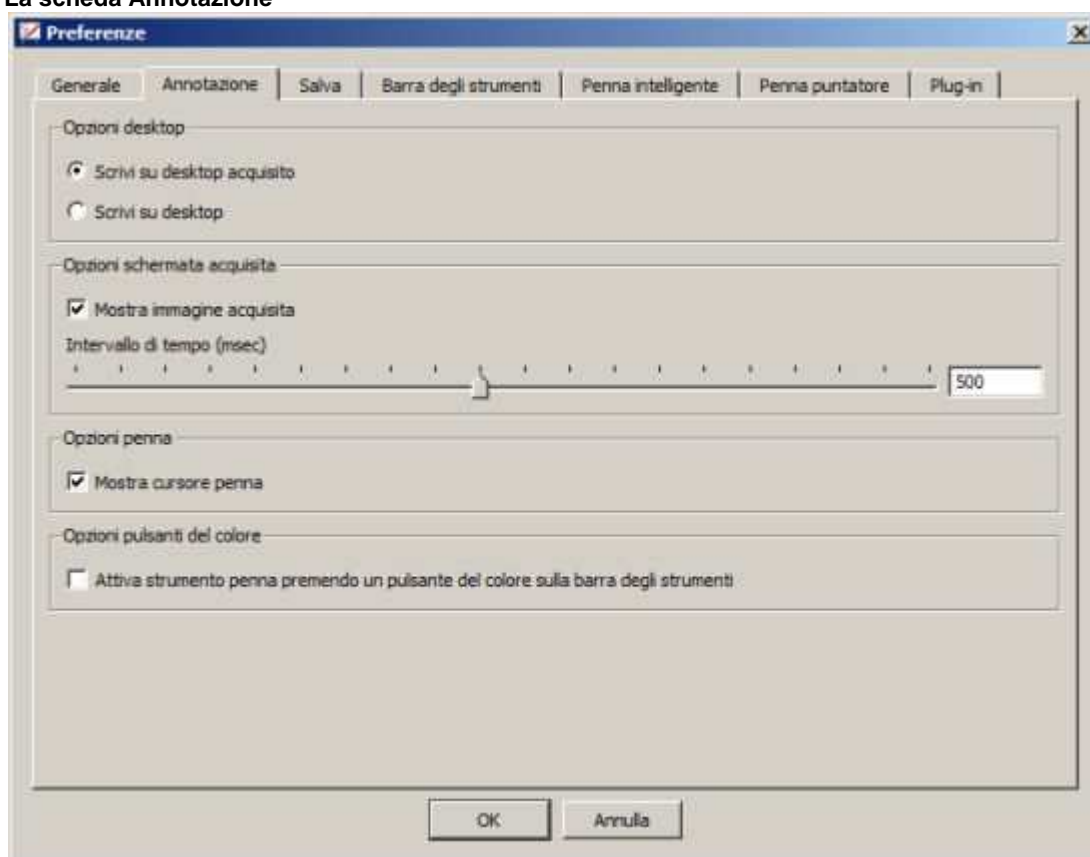 La scheda Annotazione
Preferenze
Generale Annotazione Salva Barra degli strumenti Penna intelligente Penna puntatore Plug-in
Opzioni desktop
Scrivi su desktop acquisito
Scrivi su desktop
Opzioni schermata acquisita
Mostra immagine acquisita
Intervallo di tempo (msec)
500
Opzioni penna
Mostra cursore penna
Opzioni pulsanti del colore
Attiva strumento penna premendo un pulsante del colore sulla barra degli strumenti
OK Annulla